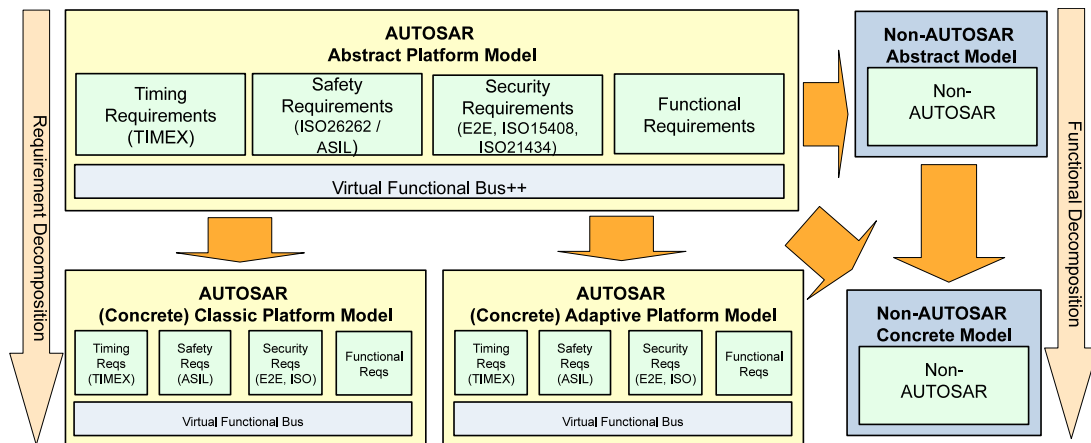 Requirement Decomposition
AUTOSAR
Abstract Platform Model
Timing
Requirements
(TIMEX)
Safety
Requirements
(ISO26262 /
ASIL)
Security
Requirements
(E2E, ISO15408,
ISO21434)
Functional
Requirements
Virtual Functional Bus++
Non-AUTOSAR
Abstract Model
Non-
AUTOSAR
Functional Decomposition
AUTOSAR
(Concrete) Classic Platform Model
Timing
Reqs
(TIMEX)
Safety
Reqs
(ASIL)
Security
Reqs
(E2E, ISO)
Functional
Reqs
Virtual Functional Bus
AUTOSAR
(Concrete) Adaptive Platform Model
Timing
Reqs
(TIMEX)
Safety
Reqs
(ASIL)
Security
Reqs
(E2E, ISO)
Functional
Reqs
Virtual Functional Bus
Non-AUTOSAR
Concrete Model
Non-
AUTOSAR